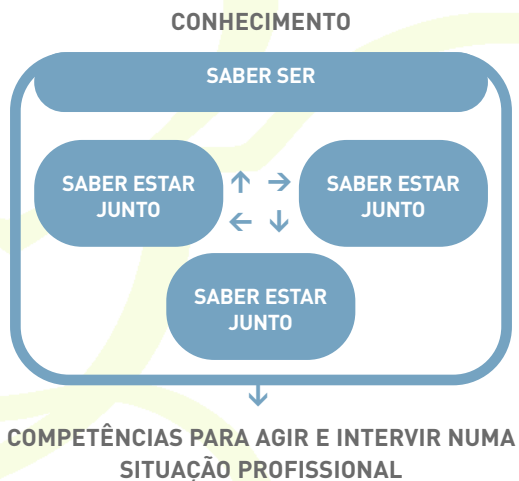 CONHECIMENTO
SABER SER
SABER ESTAR
JUNTO
SABER ESTAR
JUNTO
SABER ESTAR
JUNTO
COMPETÊNCIAS PARA AGIR E INTERVIR NUMA
SITUAÇÃO PROFISSIONAL